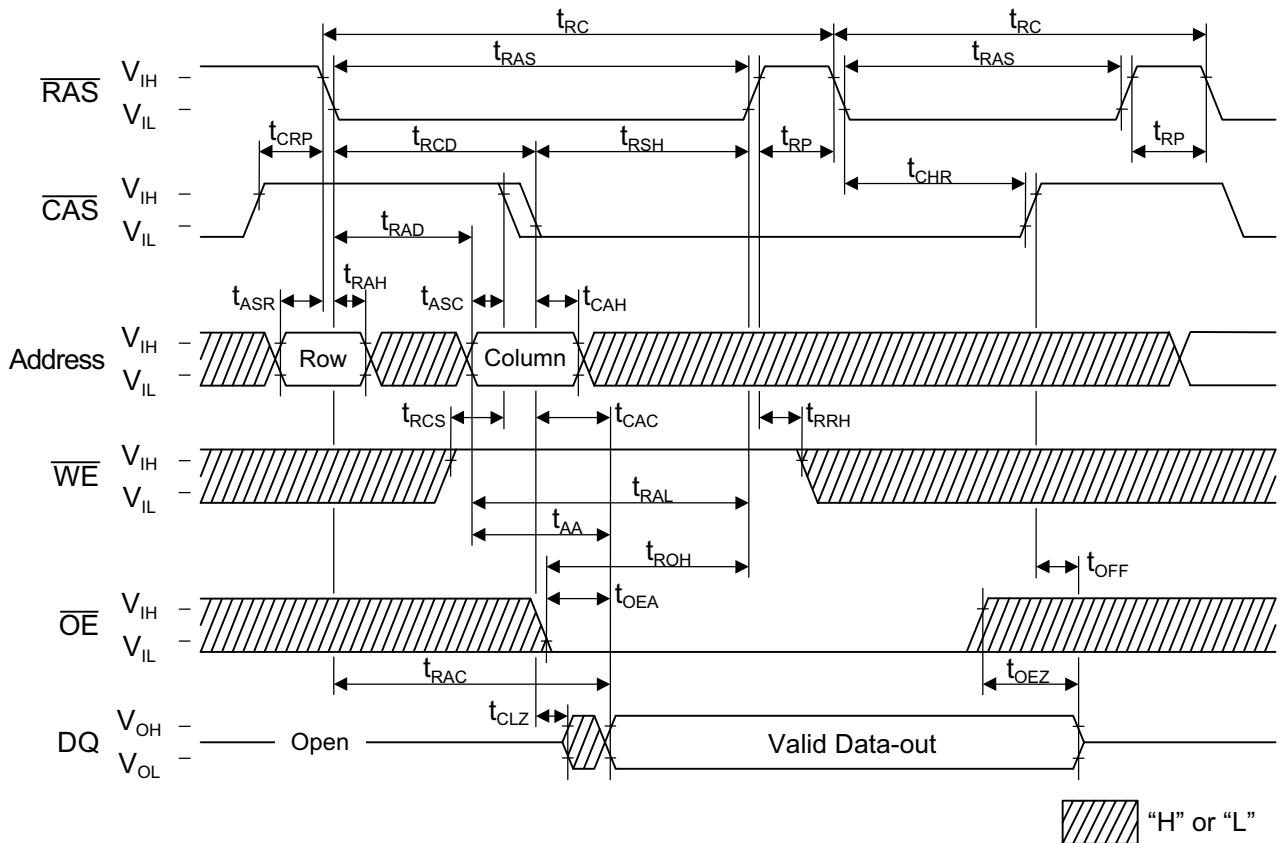 tRC tRC
tRAS tRAS
RAS VIH
VIL
tCRP tRCD tRSH tRP tRP
tCHR
CAS VIH
VIL
tRAD
tRAH
tASR tASC tCAH
Address VIH
VIL
Row Column
tRCS tCAC tRRH
WE VIH
VIL
tRAL
tAA
tROH
tOFF
tOEA
OE VIH
VIL
tRAC
tOEZ
tCLZ
DQ VOH
VOL
Open Valid Data-out
“H” or “L”